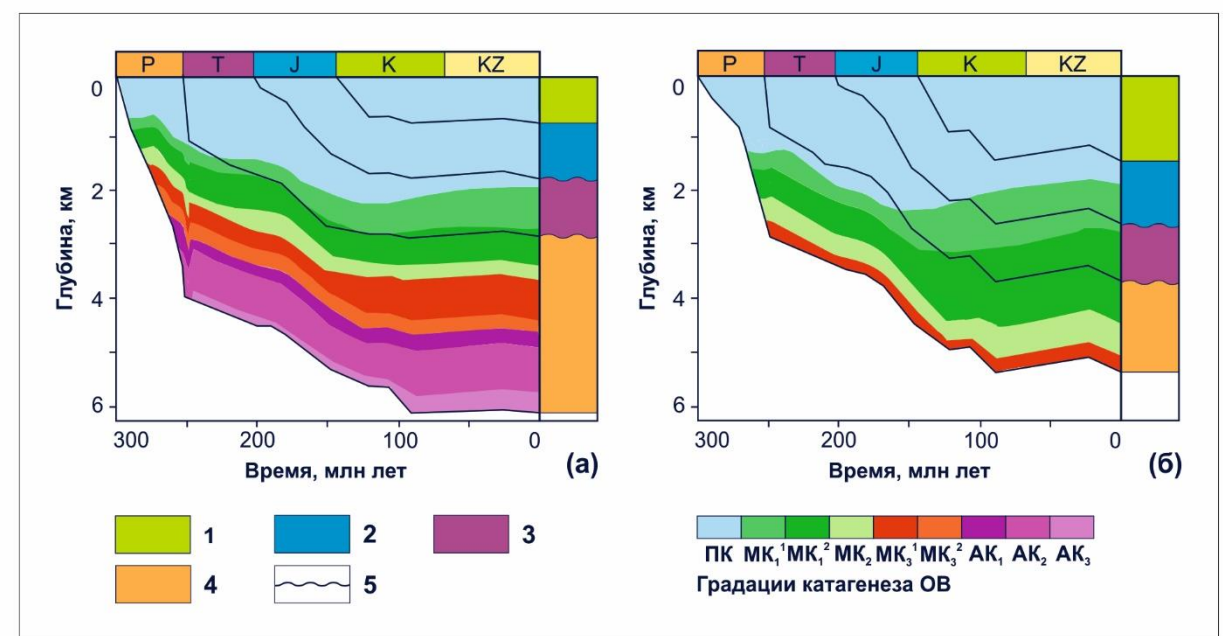 P T J K KZ
0
2
4
6
Глубина, км
300 200 100 0
Время, млн лет
(а)
P T J K KZ
0
2
4
6
Глубина, км
300 200 100 0
Время, млн лет
(б)
1 2 3
4 5
ПК МК₁¹ МК₁² МК₂ МК₃¹ МК₃² АК₁ АК₂ АК₃
Градации катагенеза ОВ